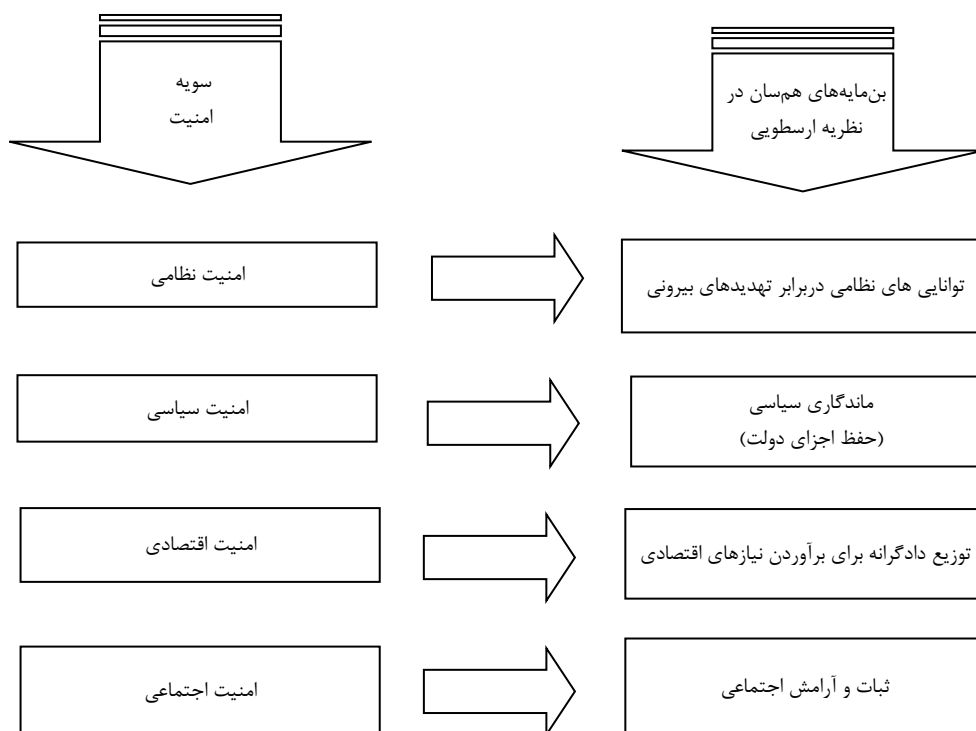 بن‌مایه‌های هم‌سان در
نظریه ارسطویی
سویه
امنیت
توانایی های نظامی دربرابر تهدیدهای بیرونی
امنیت نظامی
ماندگاری سیاسی
(حفظ اجزای دولت)
امنیت سیاسی
توزیع دادگرانه برای برآوردن نیازهای اقتصادی
امنیت اقتصادی
ثبات و آرامش اجتماعی
امنیت اجتماعی